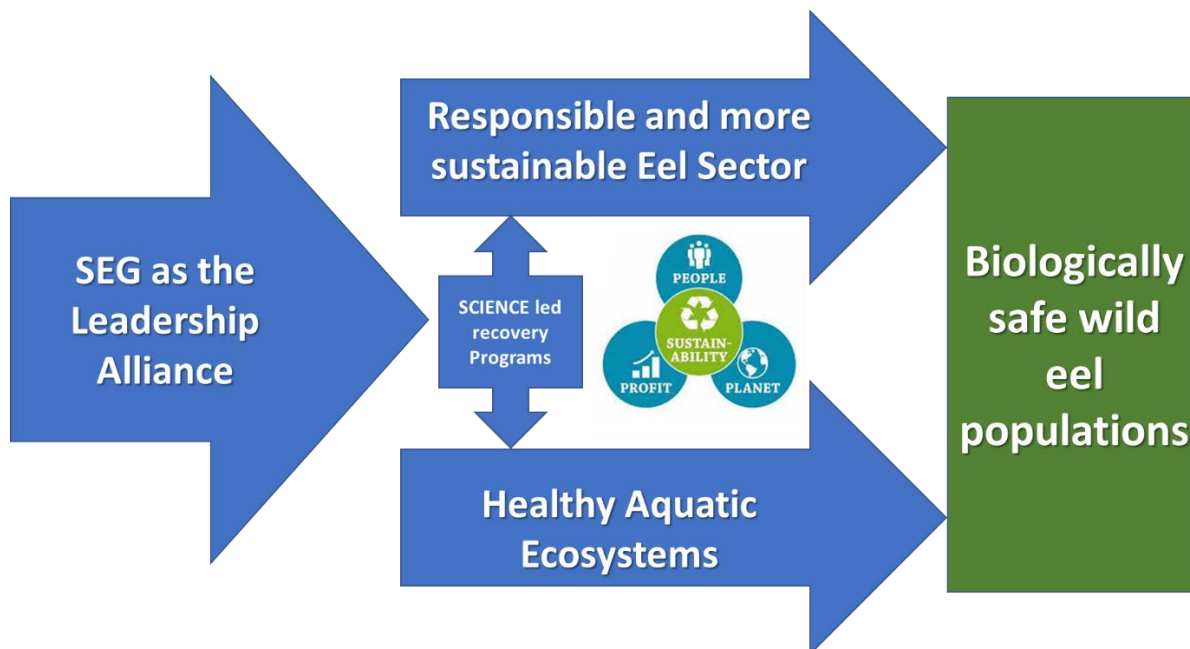 SEG as the
Leadership
Alliance
Responsible and more
sustainable Eel Sector
SCIENCE led
recovery
Programs
PEOPLE
SUSTAIN-
ABILITY
PROFIT
PLANET
Healthy Aquatic
Ecosystems
Biologically
safe wild
eel
populations